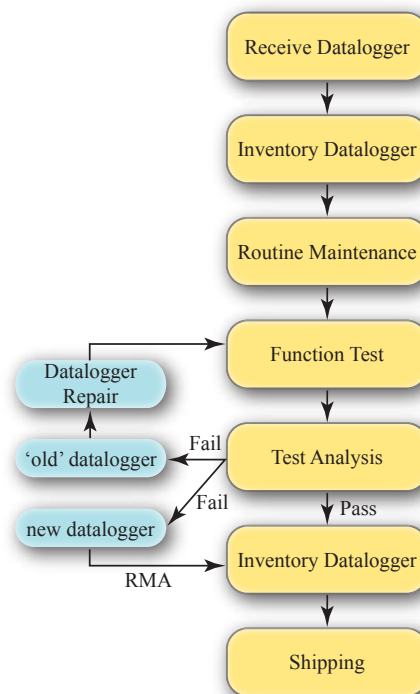 Receive Datalogger
Inventory Datalogger
Routine Maintenance
Function Test
Datalogger
Repair
Fail
‘old’ datalogger
Test Analysis
Fail
Pass
new datalogger
Inventory Datalogger
RMA
Shipping